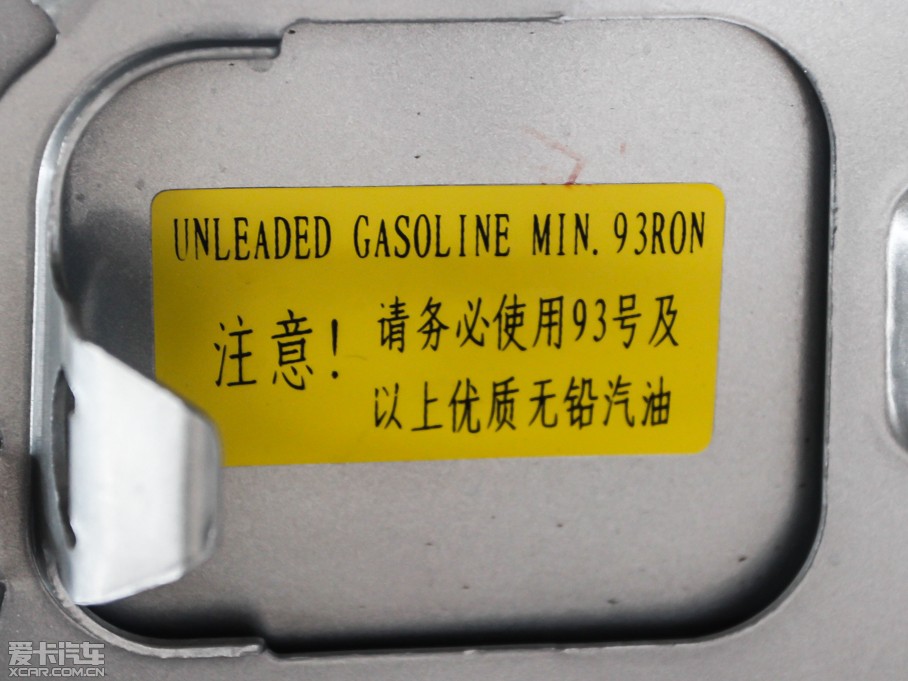 UNLEADED GASOLINE MIN. 93RON
注意! 请务必使用93号及
以上优质无铅汽油
爱卡汽车
XCAR.COM.CN